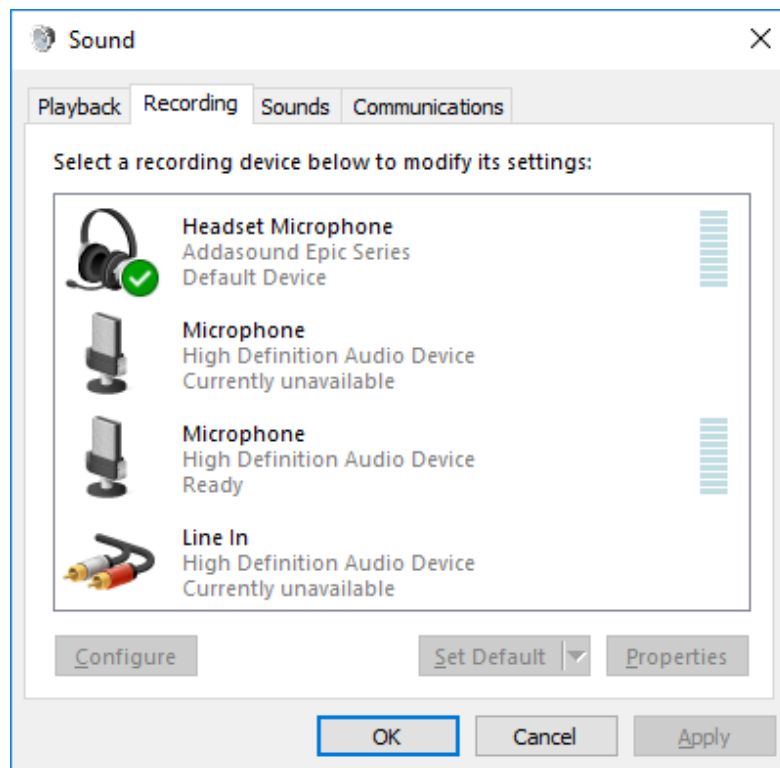 Sound
Playback Recording Sounds Communications
Select a recording device below to modify its settings:
Headset Microphone
Addasound Epic Series
Default Device
Microphone
High Definition Audio Device
Currently unavailable
Microphone
High Definition Audio Device
Ready
Line In
High Definition Audio Device
Currently unavailable
Configure Set Default Properties
OK Cancel Apply